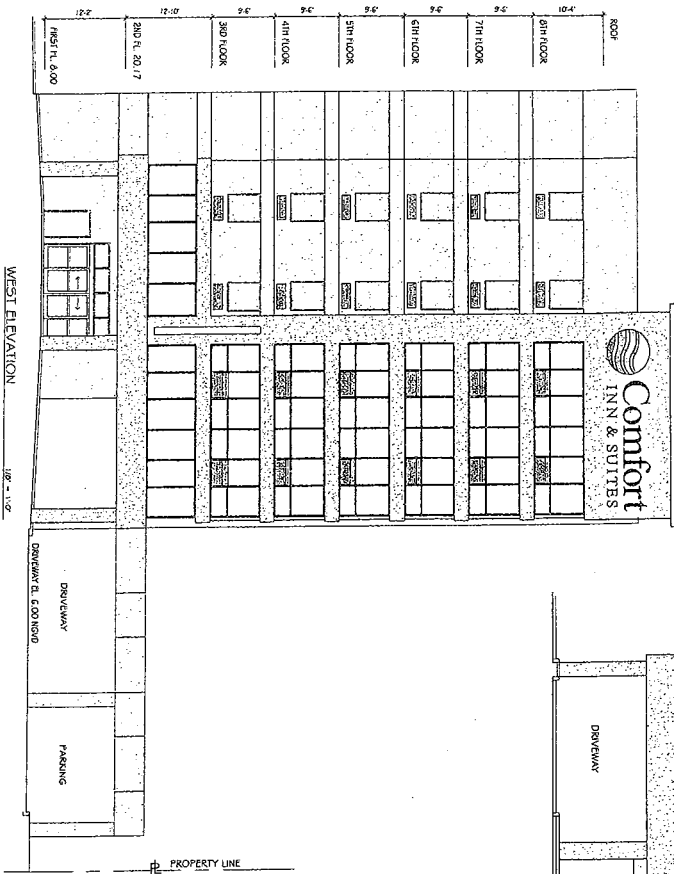 ROOF
8TH FLOOR
7TH FLOOR
6TH FLOOR
5TH FLOOR
4TH FLOOR
3RD FLOOR
2ND FL. 20.17
FIRST FL. 8.00
10'-4"
9'-6"
9'-6"
9'-6"
9'-6"
9'-6"
12'-10"
12'-2"
Comfort
INN & SUITES
DRIVEWAY
PARKING
DRIVEWAY EL. 6.00 NGVD
WEST ELEVATION
1/8" = 1'-0"
DRIVEWAY
PROPERTY LINE